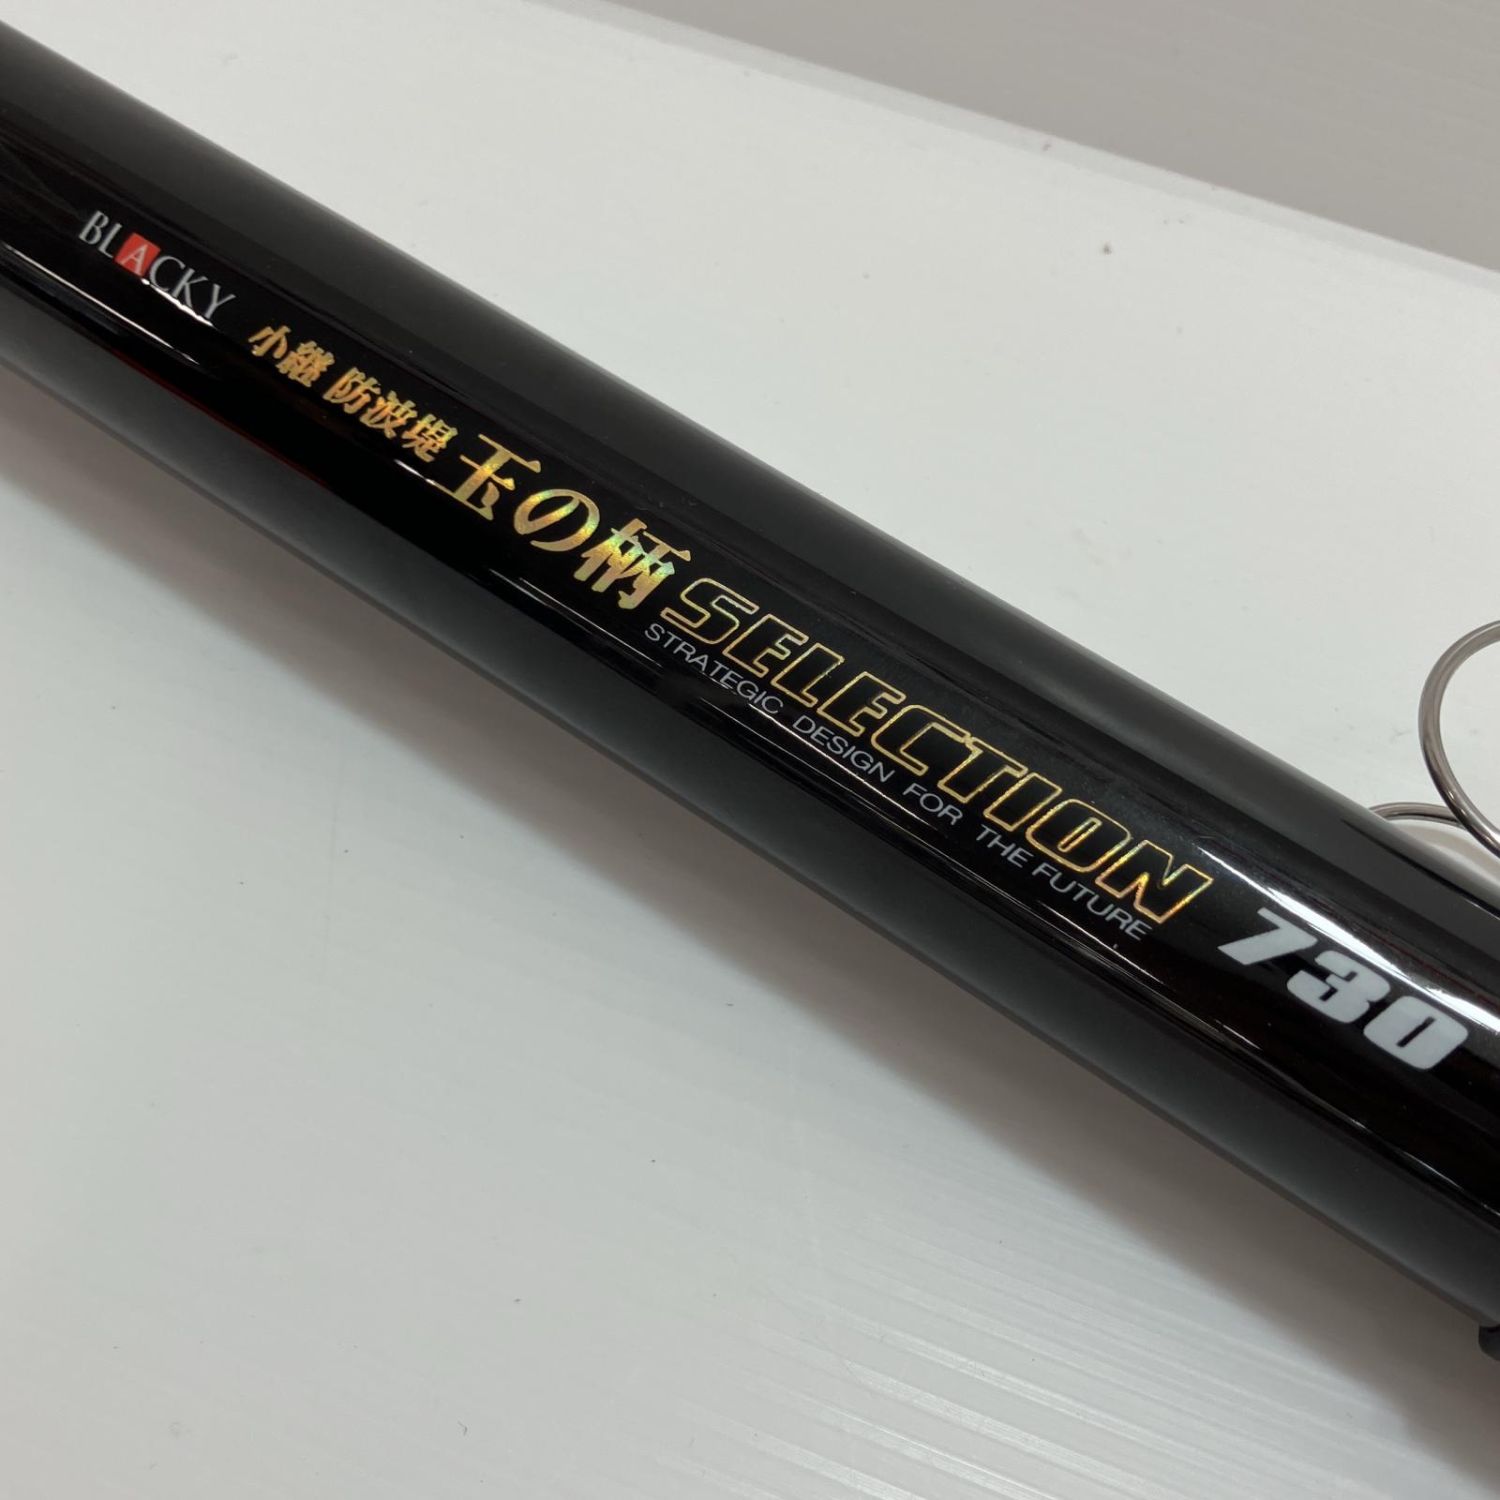 BLACKY 小継 防波堤 玉の柄 SELECTION 730
STRATEGIC DESIGN FOR THE FUTURE